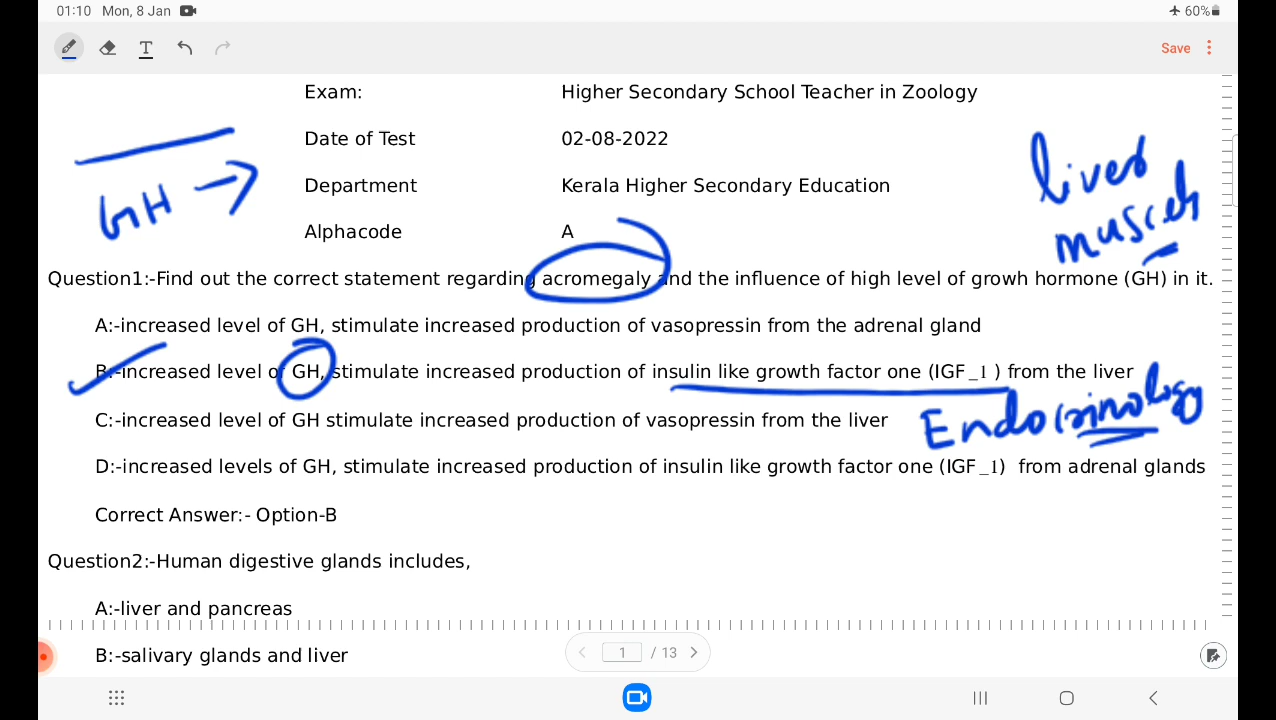 01:10 Mon, 8 Jan
60%
T
Save
Exam: Higher Secondary School Teacher in Zoology
Date of Test 02-08-2022
Department Kerala Higher Secondary Education
Alphacode A
GH →
liver
muscels
Question1:-Find out the correct statement regarding acromegaly and the influence of high level of growh hormone (GH) in it.
A:-increased level of GH, stimulate increased production of vasopressin from the adrenal gland
B:-increased level of GH, stimulate increased production of insulin like growth factor one (IGF_1 ) from the liver
Endocrinology
C:-increased level of GH stimulate increased production of vasopressin from the liver
D:-increased levels of GH, stimulate increased production of insulin like growth factor one (IGF_1) from adrenal glands
Correct Answer:- Option-B
Question2:-Human digestive glands includes,
A:-liver and pancreas
B:-salivary glands and liver
1 / 13